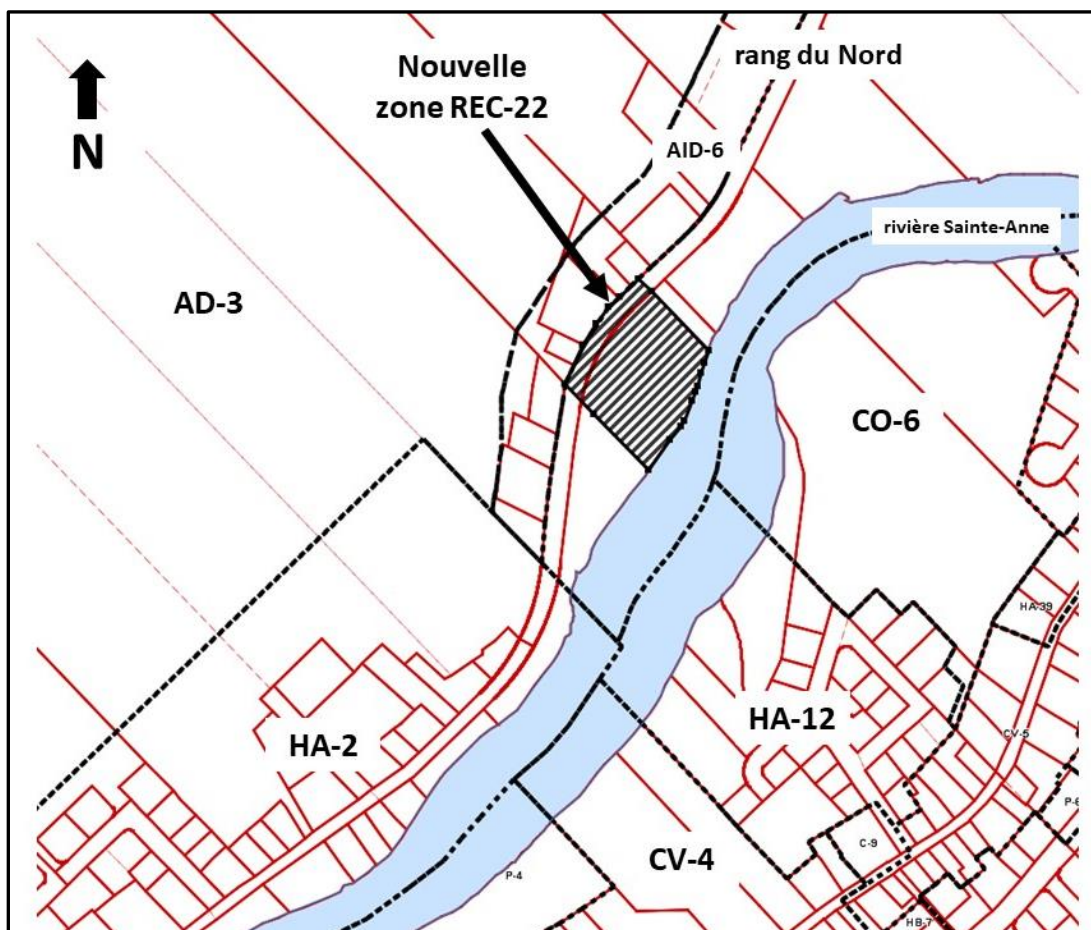 Nouvelle
zone REC-22
rang du Nord
N
AID-6
rivière Sainte-Anne
AD-3
CO-6
HA-39
HA-2
HA-12
CV-5
P-6
C-9
CV-4
P-4
HB-7